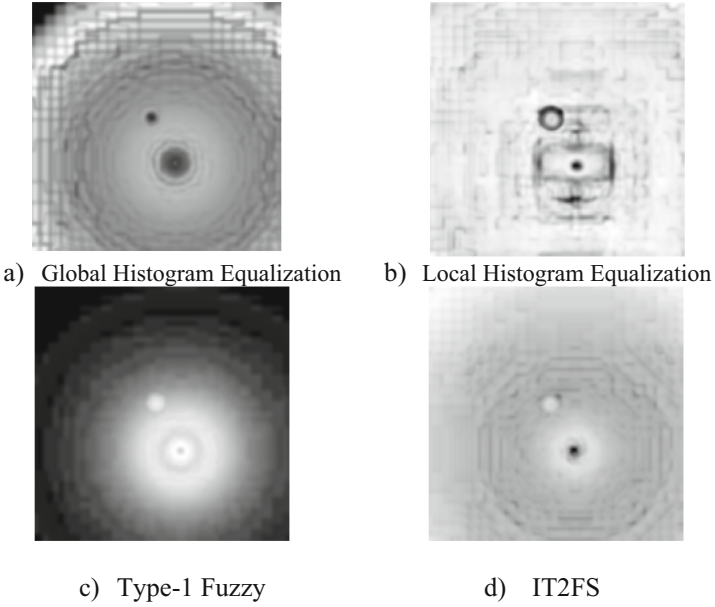 a) Global Histogram Equalization b) Local Histogram Equalization
c) Type-1 Fuzzy d) IT2FS